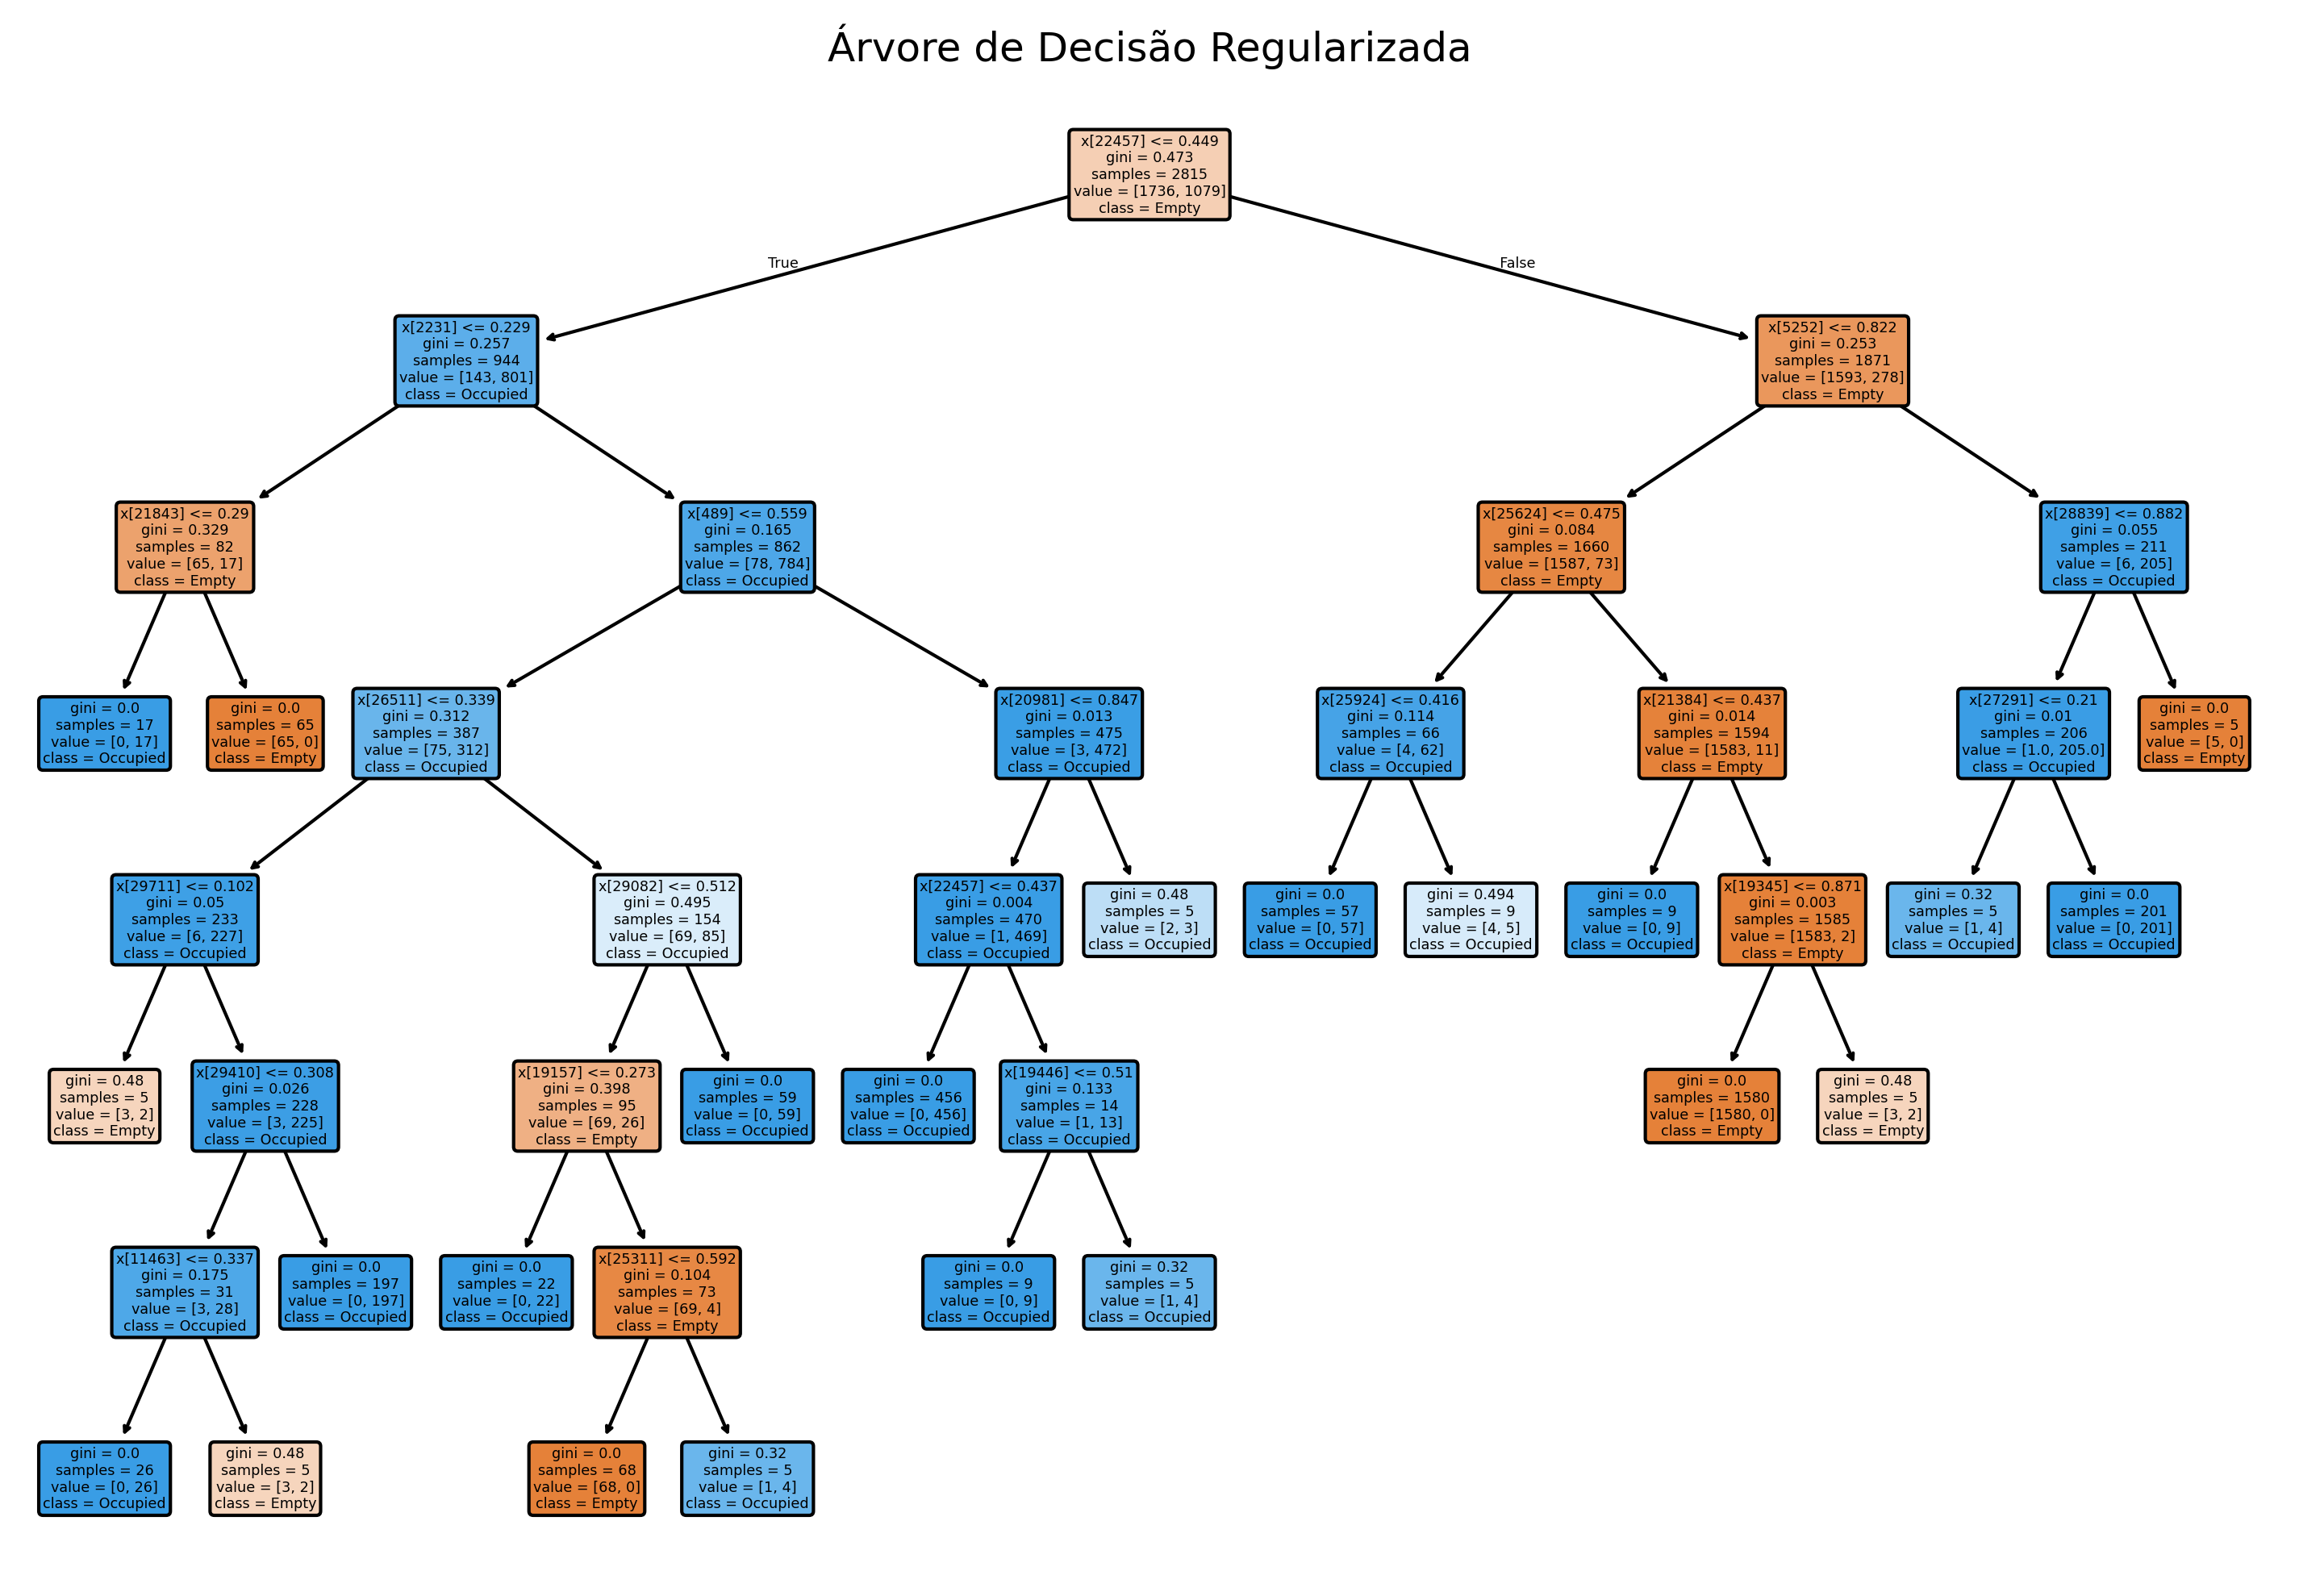 Árvore de Decisão Regularizada
x[22457] <= 0.449
gini = 0.473
samples = 2815
value = [1736, 1079]
class = Empty
True
False
x[2231] <= 0.229
gini = 0.257
samples = 944
value = [143, 801]
class = Occupied
x[5252] <= 0.822
gini = 0.253
samples = 1871
value = [1593, 278]
class = Empty
x[21843] <= 0.29
gini = 0.329
samples = 82
value = [65, 17]
class = Empty
x[489] <= 0.559
gini = 0.165
samples = 862
value = [78, 784]
class = Occupied
x[25624] <= 0.475
gini = 0.084
samples = 1660
value = [1587, 73]
class = Empty
x[28839] <= 0.882
gini = 0.055
samples = 211
value = [6, 205]
class = Occupied
gini = 0.0
samples = 17
value = [0, 17]
class = Occupied
gini = 0.0
samples = 65
value = [65, 0]
class = Empty
x[26511] <= 0.339
gini = 0.312
samples = 387
value = [75, 312]
class = Occupied
x[20981] <= 0.847
gini = 0.013
samples = 475
value = [3, 472]
class = Occupied
x[25924] <= 0.416
gini = 0.114
samples = 66
value = [4, 62]
class = Occupied
x[21384] <= 0.437
gini = 0.014
samples = 1594
value = [1583, 11]
class = Empty
x[27291] <= 0.21
gini = 0.01
samples = 206
value = [1.0, 205.0]
class = Occupied
gini = 0.0
samples = 5
value = [5, 0]
class = Empty
x[29711] <= 0.102
gini = 0.05
samples = 233
value = [6, 227]
class = Occupied
x[29082] <= 0.512
gini = 0.495
samples = 154
value = [69, 85]
class = Occupied
x[22457] <= 0.437
gini = 0.004
samples = 470
value = [1, 469]
class = Occupied
gini = 0.48
samples = 5
value = [2, 3]
class = Occupied
gini = 0.0
samples = 57
value = [0, 57]
class = Occupied
gini = 0.494
samples = 9
value = [4, 5]
class = Occupied
gini = 0.0
samples = 9
value = [0, 9]
class = Occupied
x[19345] <= 0.871
gini = 0.003
samples = 1585
value = [1583, 2]
class = Empty
gini = 0.32
samples = 5
value = [1, 4]
class = Occupied
gini = 0.0
samples = 201
value = [0, 201]
class = Occupied
gini = 0.48
samples = 5
value = [3, 2]
class = Empty
x[29410] <= 0.308
gini = 0.026
samples = 228
value = [3, 225]
class = Occupied
x[19157] <= 0.273
gini = 0.398
samples = 95
value = [69, 26]
class = Empty
gini = 0.0
samples = 59
value = [0, 59]
class = Occupied
gini = 0.0
samples = 456
value = [0, 456]
class = Occupied
x[19446] <= 0.51
gini = 0.133
samples = 14
value = [1, 13]
class = Occupied
gini = 0.0
samples = 1580
value = [1580, 0]
class = Empty
gini = 0.48
samples = 5
value = [3, 2]
class = Empty
x[11463] <= 0.337
gini = 0.175
samples = 31
value = [3, 28]
class = Occupied
gini = 0.0
samples = 197
value = [0, 197]
class = Occupied
gini = 0.0
samples = 22
value = [0, 22]
class = Occupied
x[25311] <= 0.592
gini = 0.104
samples = 73
value = [69, 4]
class = Empty
gini = 0.0
samples = 9
value = [0, 9]
class = Occupied
gini = 0.32
samples = 5
value = [1, 4]
class = Occupied
gini = 0.0
samples = 26
value = [0, 26]
class = Occupied
gini = 0.48
samples = 5
value = [3, 2]
class = Empty
gini = 0.0
samples = 68
value = [68, 0]
class = Empty
gini = 0.32
samples = 5
value = [1, 4]
class = Occupied